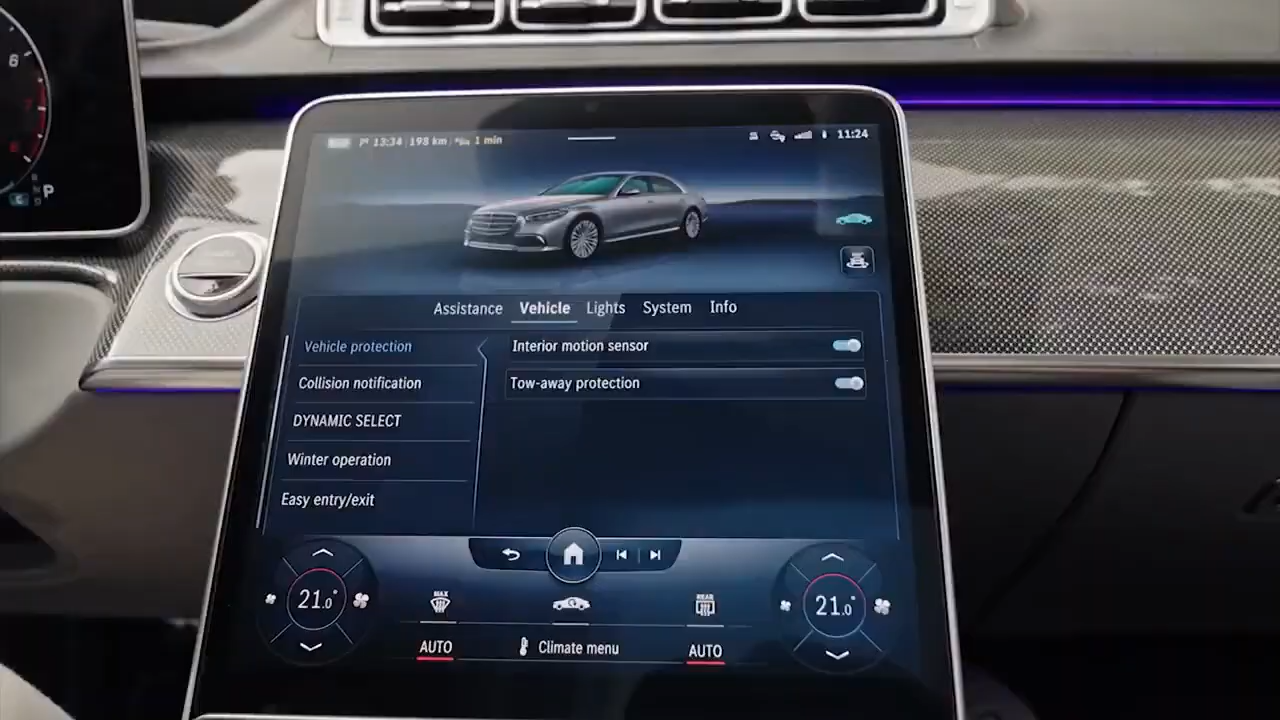 6
P
C
13:34 198 km 1 min
11:24
Assistance Vehicle Lights System Info
Vehicle protection
Interior motion sensor
Collision notification
Tow-away protection
DYNAMIC SELECT
Winter operation
Easy entry/exit
21.0°
MAX
REAR
21.0°
AUTO
Climate menu
AUTO